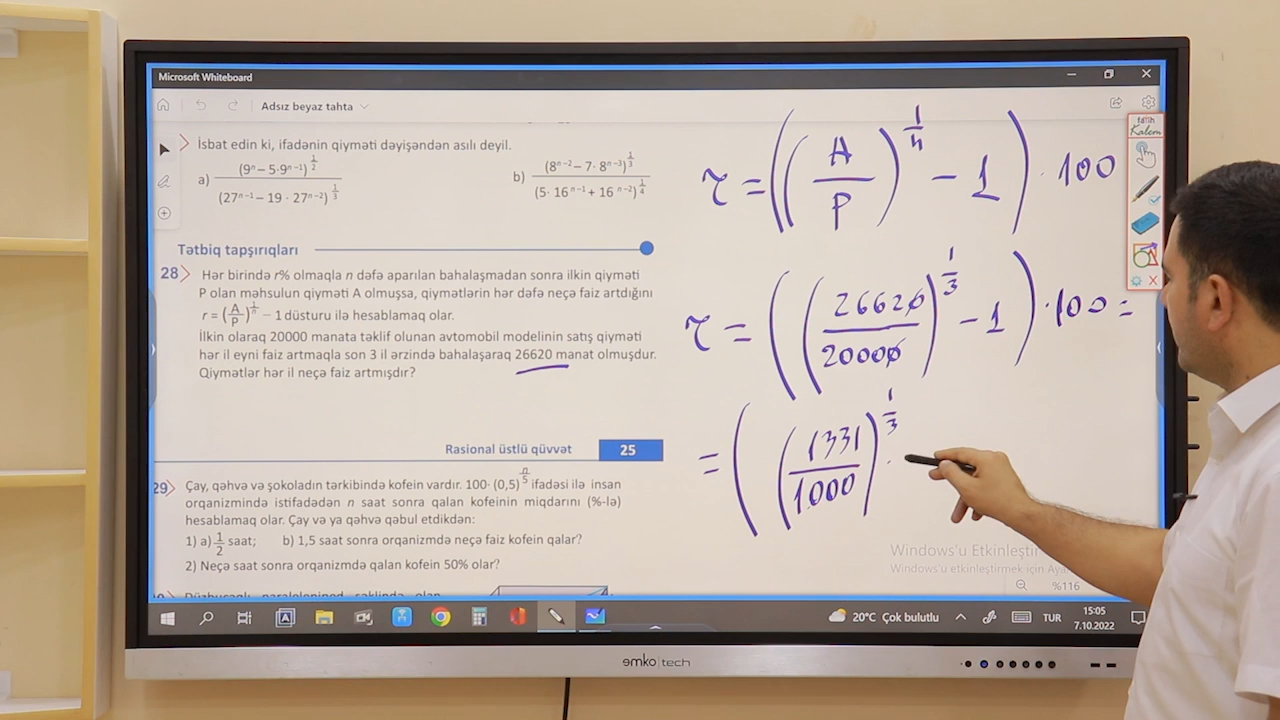 Microsoft Whiteboard
Adsız beyaz tahta
İsbat edin ki, ifadənin qiyməti dəyişəndən asılı deyil.
a) (9ⁿ – 5·9ⁿ⁻¹)^(1/2) / (27ⁿ⁻¹ – 19 · 27ⁿ⁻²)^(1/3)
b) (8ⁿ⁻² – 7· 8ⁿ⁻³)^(1/3) / (5· 16ⁿ⁻¹ + 16ⁿ⁻²)^(1/4)
Tətbiq tapşırıqları
28 Hər birində r% olmaqla n dəfə aparılan bahalaşmadan sonra ilkin qiyməti
P olan məhsulun qiyməti A olmuşsa, qiymətlərin hər dəfə neçə faiz artdığını
r = (A/P)^(1/n) – 1 düsturu ilə hesablamaq olar.
İlkin olaraq 20000 manata təklif olunan avtomobil modelinin satış qiyməti
hər il eyni faiz artmaqla son 3 il ərzində bahalaşaraq 26620 manat olmuşdur.
Qiymətlər hər il neçə faiz artmışdır?
Rasional üstlü qüvvət 25
29 Çay, qəhvə və şokoladın tərkibində kofein vardır. 100· (0,5)^(n/5) ifadəsi ilə insan
orqanizmində istifadədən n saat sonra qalan kofeinin miqdarını (%-lə)
hesablamaq olar. Çay və ya qəhvə qəbul etdikdən:
1) a) 1/2 saat; b) 1,5 saat sonra orqanizmdə neçə faiz kofein qalar?
2) Neçə saat sonra orqanizmdə qalan kofein 50% olar?
r = ((A/P)^(1/n) – 1) · 100
r = ((26620/20000)^(1/3) – 1) · 100 =
= ((1331/1000)^(1/3)
Fatih
Kalem
Windows'u Etkinleştir
Windows'u etkinleştirmek için Aya
%116
20°C Çok bulutlu
TUR
15:05
7.10.2022
emko tech